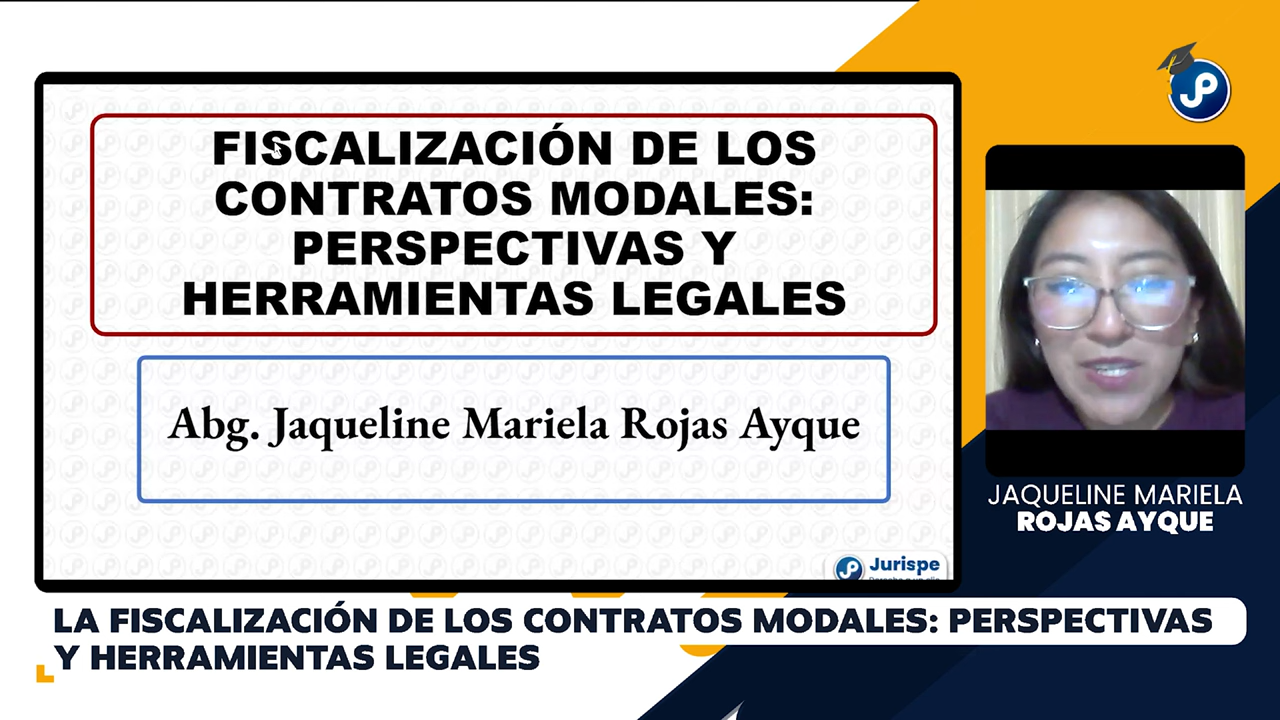 FISCALIZACIÓN DE LOS
CONTRATOS MODALES:
PERSPECTIVAS Y
HERRAMIENTAS LEGALES
Abg. Jaqueline Mariela Rojas Ayque
Jurispe
JP
JAQUELINE MARIELA
ROJAS AYQUE
LA FISCALIZACIÓN DE LOS CONTRATOS MODALES: PERSPECTIVAS
Y HERRAMIENTAS LEGALES